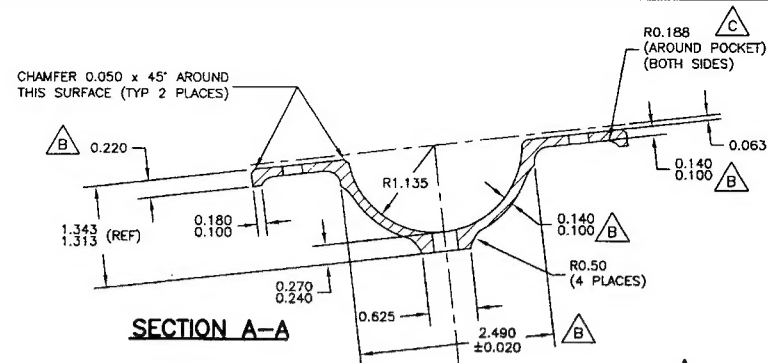 CHAMFER 0.050 x 45° AROUND
THIS SURFACE (TYP 2 PLACES)
R0.188
(AROUND POCKET)
(BOTH SIDES)
C
B 0.220
0.063
0.140
0.100
B
R1.135
1.343
1.313 (REF)
0.180
0.100
0.140
0.100 B
R0.50
(4 PLACES)
0.270
0.240
0.625
2.490
±0.020
B
SECTION A-A